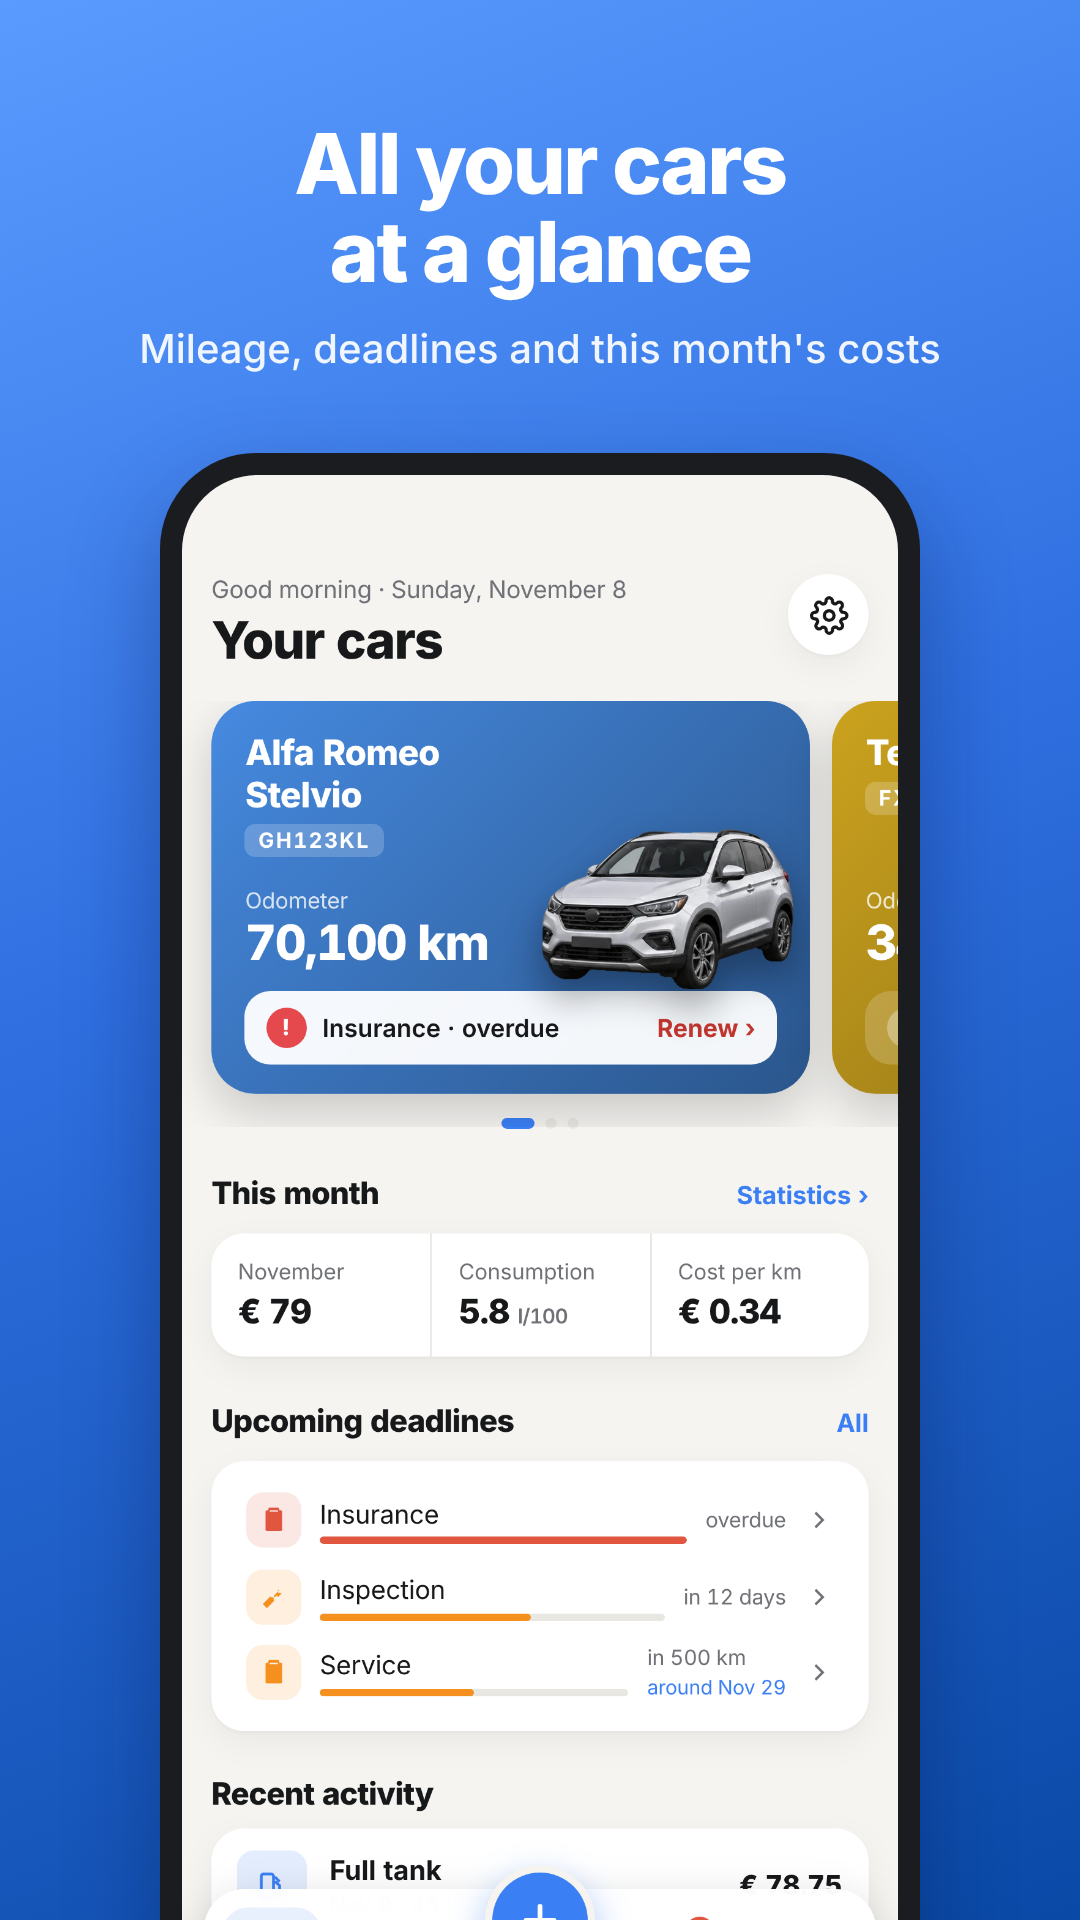 All your cars
at a glance
Mileage, deadlines and this month's costs
Good morning · Sunday, November 8
Your cars
Alfa Romeo
Stelvio
GH123KL
Odometer
70,100 km
! Insurance · overdue Renew ›
This month Statistics ›
November Consumption Cost per km
€ 79 5.8 l/100 € 0.34
Upcoming deadlines All
Insurance overdue
Inspection in 12 days
Service in 500 km
around Nov 29
Recent activity
Full tank € 78.75